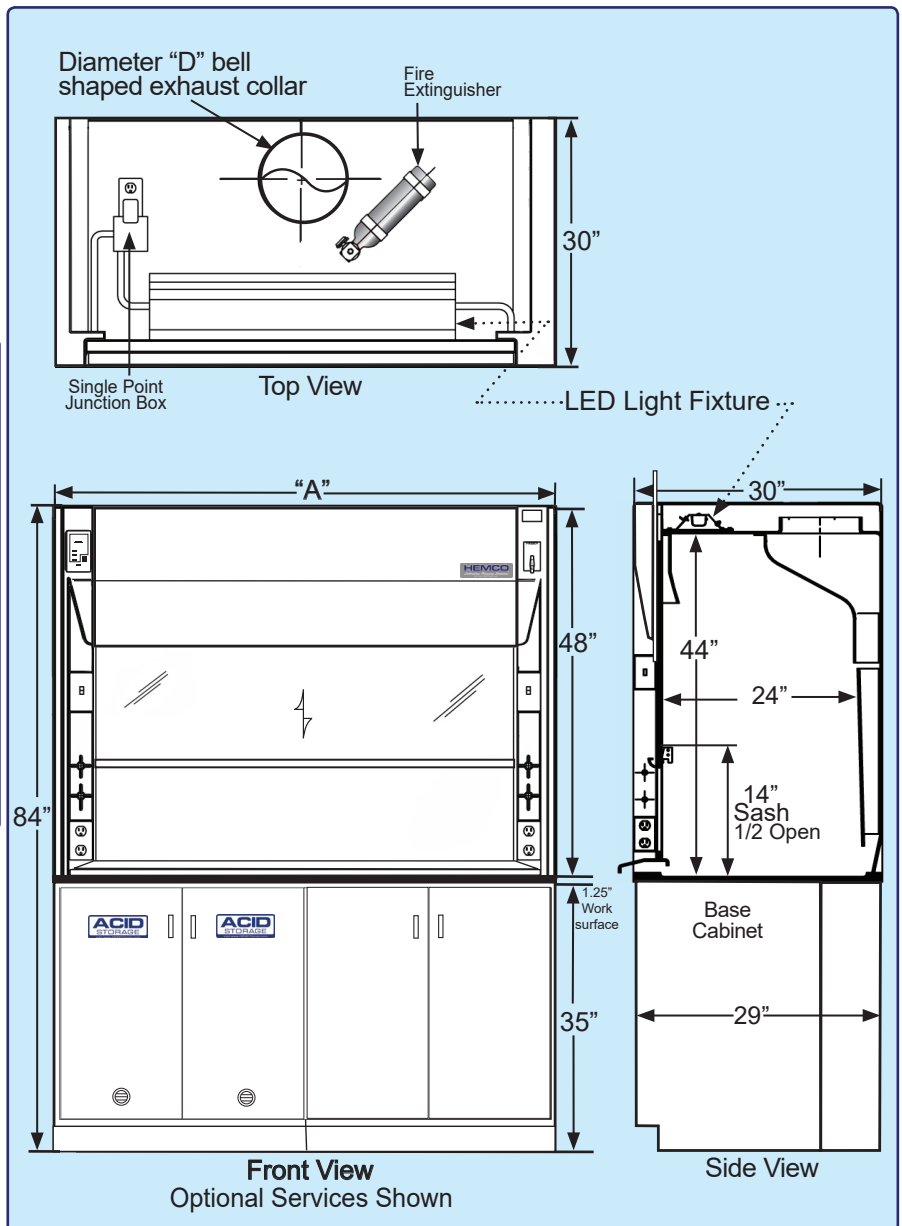 Diameter “D” bell
shaped exhaust collar
Fire
Extinguisher
30”
Single Point
Junction Box
Top View
LED Light Fixture
“A”
30”
HEMCO
48”
44”
24”
84”
14”
Sash
1/2 Open
1.25”
Work
surface
ACID
STORAGE
ACID
STORAGE
Base
Cabinet
35”
29”
Front View
Optional Services Shown
Side View